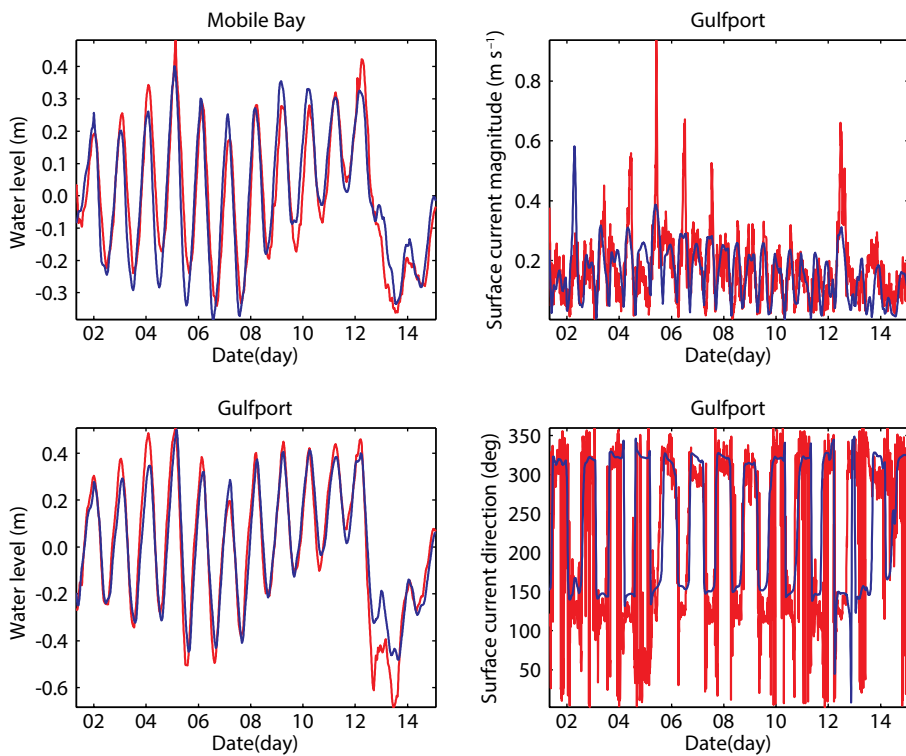 Mobile Bay
Water level (m)
0.4
0.3
0.2
0.1
0.0
-0.1
-0.2
-0.3
02 04 06 08 10 12 14
Date(day)
Gulfport
Surface current magnitude (m s⁻¹)
0.8
0.6
0.4
0.2
02 04 06 08 10 12 14
Date(day)
Gulfport
Water level (m)
0.4
0.2
0.0
-0.2
-0.4
-0.6
02 04 06 08 10 12 14
Date(day)
Gulfport
Surface current direction (deg)
350
300
250
200
150
100
50
02 04 06 08 10 12 14
Date(day)